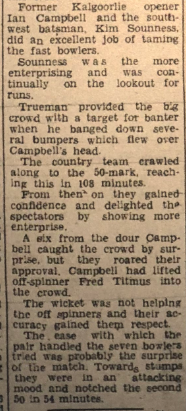 Former Kalgoorlie opener
Ian Campbell and the south-
west batsman, Kim Sounness,
did an excellent job of taming
the fast bowlers.
Sounness was the more
enterprising and was con-
tinually on the lookout for
runs.
Trueman provided the big
crowd with a target for banter
when he banged down seve-
ral bumpers which flew over
Campbell's head.
The country team crawled
along to the 50-mark, reach-
ing this in 108 minutes.
From then on they gained
confidence and delighted the
spectators by showing more
enterprise.
A six from the dour Camp-
bell caught the crowd by sur-
prise, but they roared their
approval. Campbell had lifted
off-spinner Fred Titmus into
the crowd.
The wicket was not helping
the off spinners and their ac-
curacy gained them respect.
The ease with which the
pair handled the seven bowlers
tried was probably the surprise
of the match. Towards stumps
they were in an attacking
mood and notched the second
50 in 54 minutes.